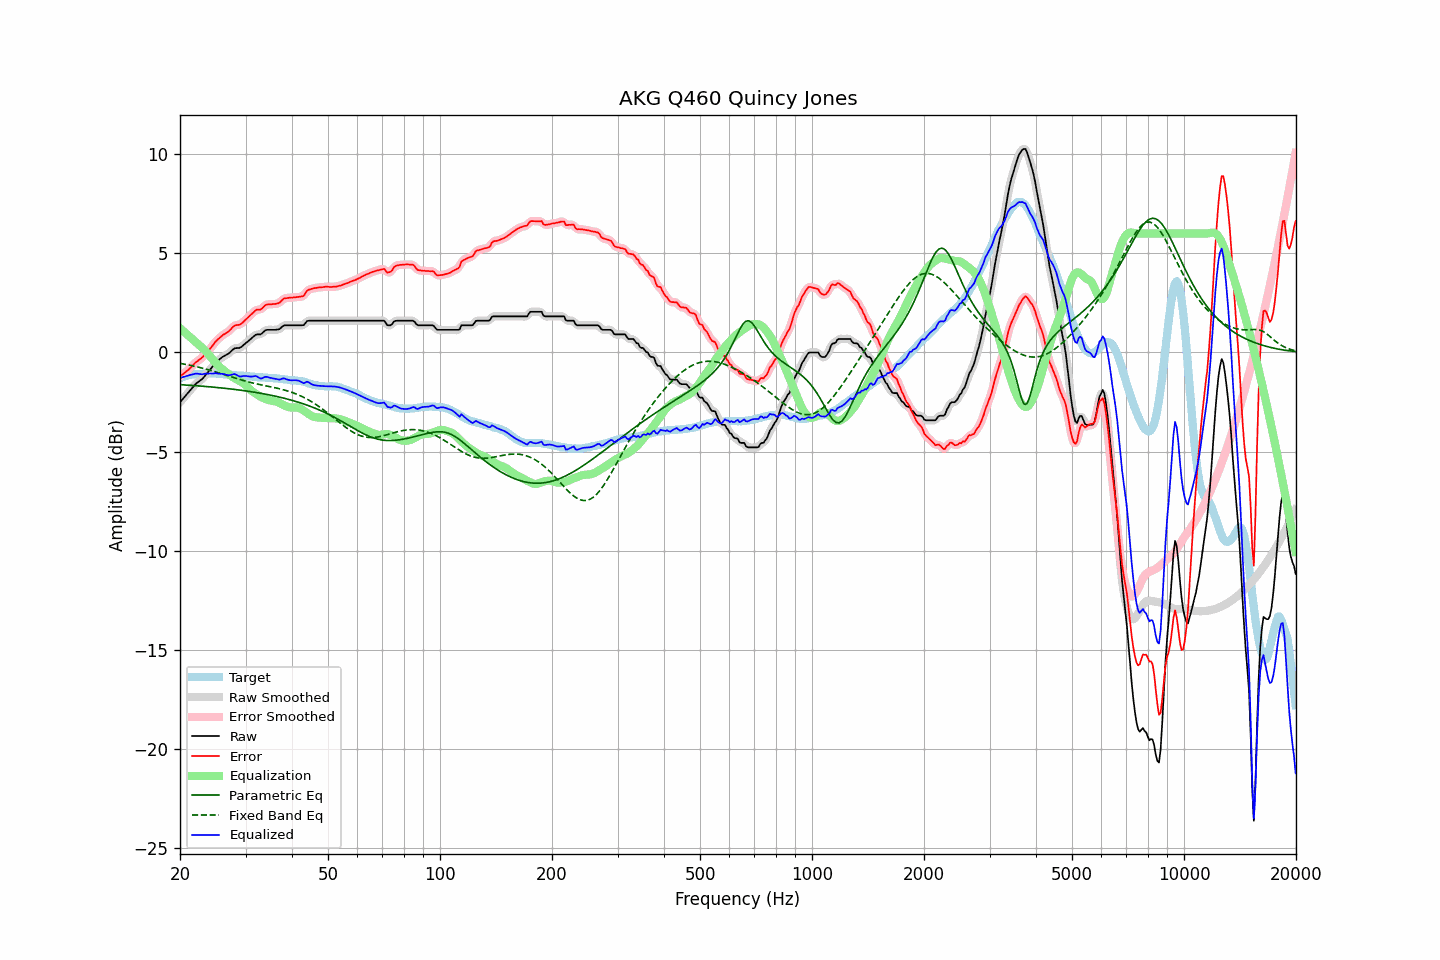 AKG Q460 Quincy Jones
10
5
0
−5
−10
−15
−20
−25
Amplitude (dBr)
Target
Raw Smoothed
Error Smoothed
Raw
Error
Equalization
Parametric Eq
Fixed Band Eq
Equalized
20 50 100 200 500 1000 2000 5000 10000 20000
Frequency (Hz)